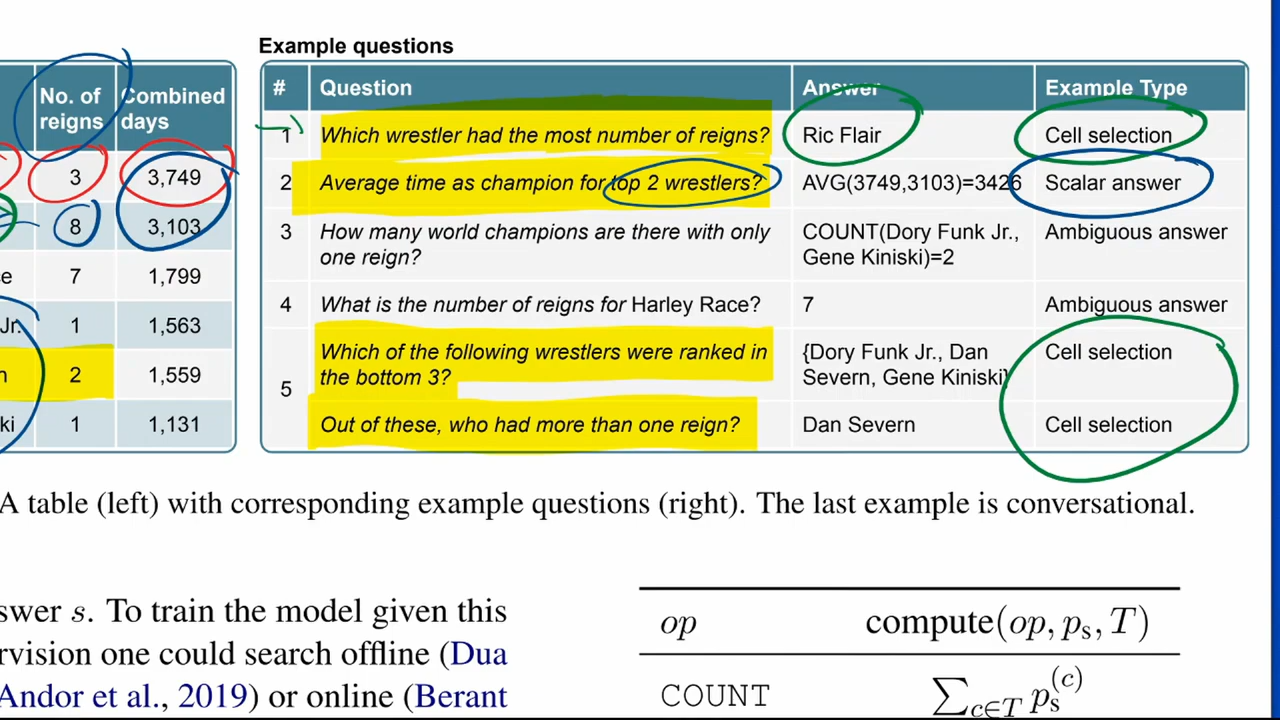 Example questions
No. of reigns Combined days
3 3,749
8 3,103
ce 7 1,799
Jr. 1 1,563
n 2 1,559
ki 1 1,131
# Question Answer Example Type
1 Which wrestler had the most number of reigns? Ric Flair Cell selection
2 Average time as champion for top 2 wrestlers? AVG(3749,3103)=3426 Scalar answer
3 How many world champions are there with only one reign? COUNT(Dory Funk Jr., Gene Kiniski)=2 Ambiguous answer
4 What is the number of reigns for Harley Race? 7 Ambiguous answer
5 Which of the following wrestlers were ranked in the bottom 3? {Dory Funk Jr., Dan Severn, Gene Kiniski} Cell selection
Out of these, who had more than one reign? Dan Severn Cell selection
A table (left) with corresponding example questions (right). The last example is conversational.
swer s. To train the model given this
rvision one could search offline (Dua
Andor et al., 2019) or online (Berant
op compute(op, pₛ, T)
COUNT ∑c∈T pₛ^(c)